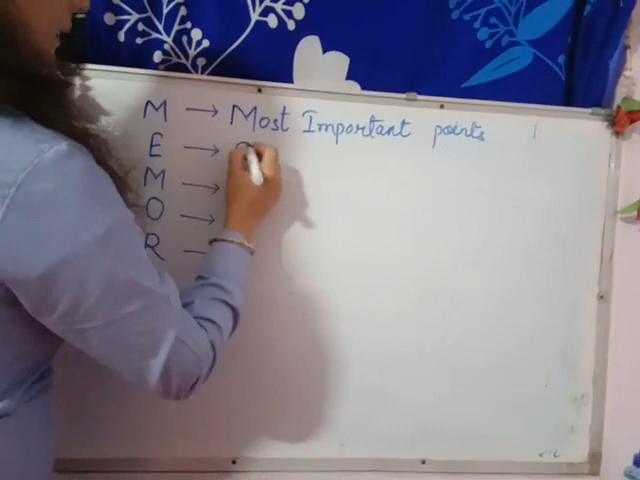 M → Most Important points
E →
M →
O →
R –